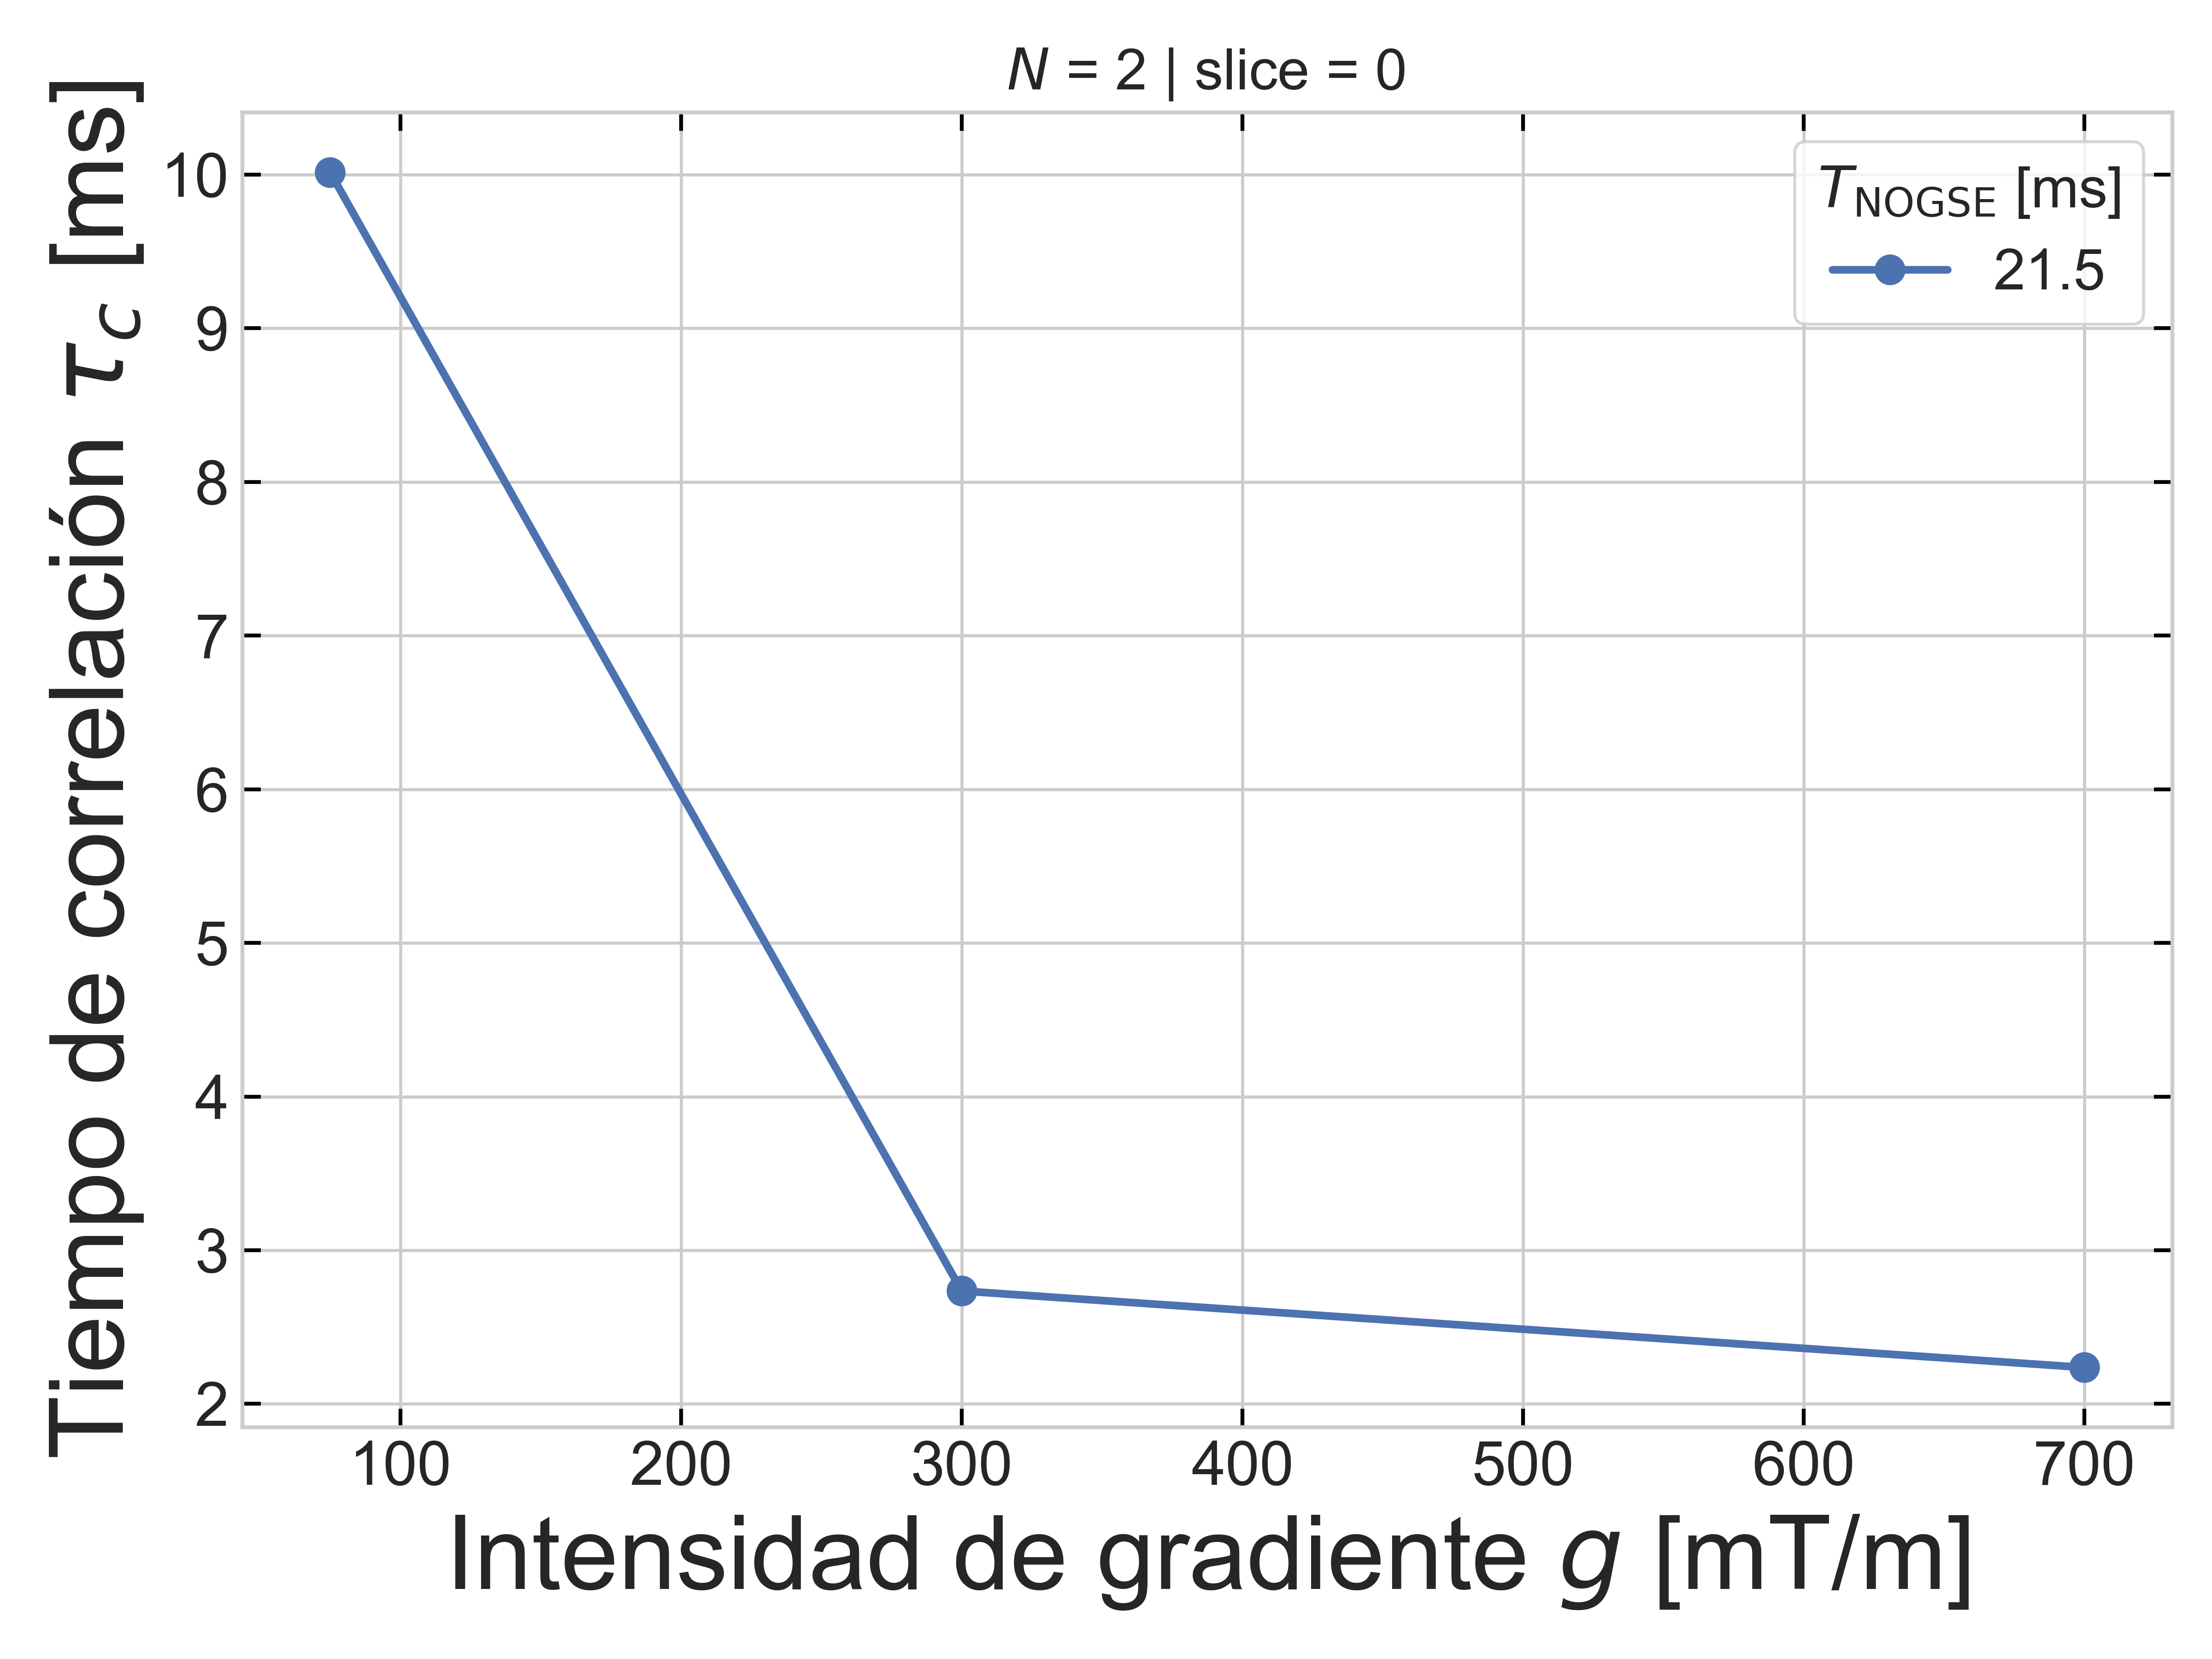 N = 2 | slice = 0
Tiempo de correlación τc [ms]
10
9
8
7
6
5
4
3
2
TNOGSE [ms]
21.5
100 200 300 400 500 600 700
Intensidad de gradiente g [mT/m]